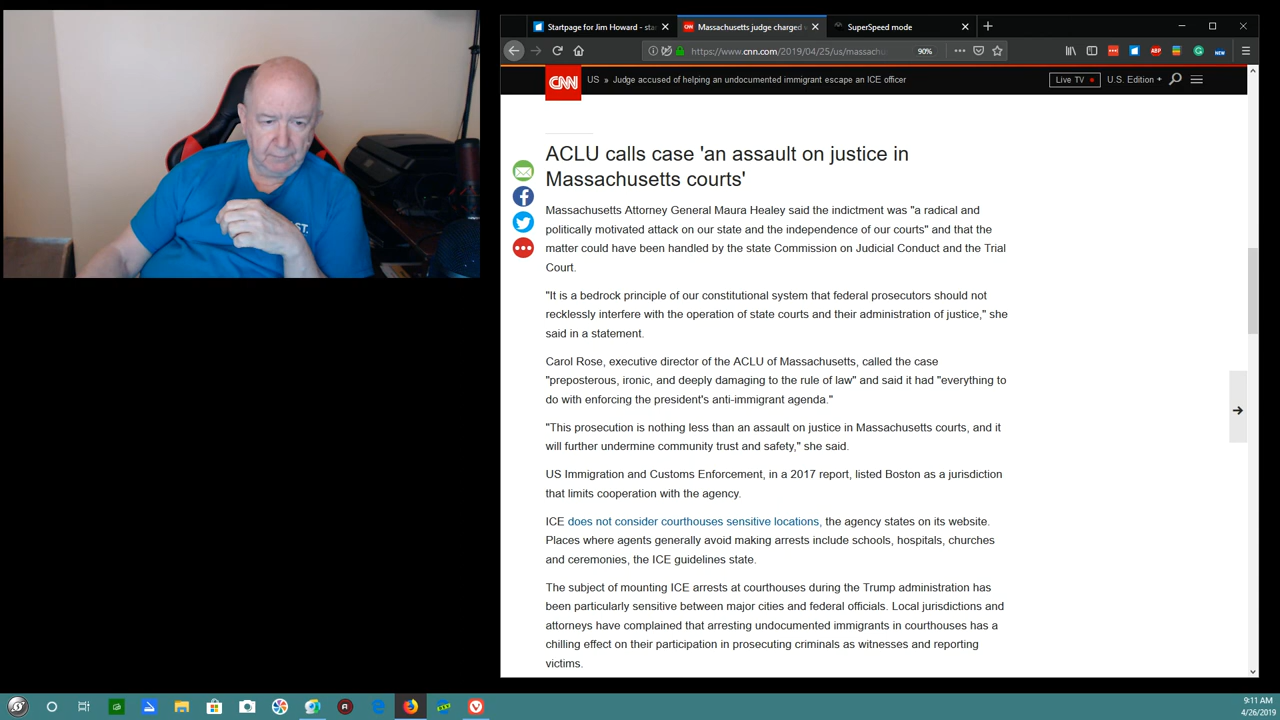 Startpage for Jim Howard - sta
Massachusetts judge charged
SuperSpeed mode
https://www.cnn.com/2019/04/25/us/massachu
90%
CNN
US » Judge accused of helping an undocumented immigrant escape an ICE officer
Live TV
U.S. Edition +
ACLU calls case 'an assault on justice in
Massachusetts courts'
Massachusetts Attorney General Maura Healey said the indictment was "a radical and
politically motivated attack on our state and the independence of our courts" and that the
matter could have been handled by the state Commission on Judicial Conduct and the Trial
Court.
"It is a bedrock principle of our constitutional system that federal prosecutors should not
recklessly interfere with the operation of state courts and their administration of justice," she
said in a statement.
Carol Rose, executive director of the ACLU of Massachusetts, called the case
"preposterous, ironic, and deeply damaging to the rule of law" and said it had "everything to
do with enforcing the president's anti-immigrant agenda."
"This prosecution is nothing less than an assault on justice in Massachusetts courts, and it
will further undermine community trust and safety," she said.
US Immigration and Customs Enforcement, in a 2017 report, listed Boston as a jurisdiction
that limits cooperation with the agency.
ICE does not consider courthouses sensitive locations, the agency states on its website.
Places where agents generally avoid making arrests include schools, hospitals, churches
and ceremonies, the ICE guidelines state.
The subject of mounting ICE arrests at courthouses during the Trump administration has
been particularly sensitive between major cities and federal officials. Local jurisdictions and
attorneys have complained that arresting undocumented immigrants in courthouses has a
chilling effect on their participation in prosecuting criminals as witnesses and reporting
victims.
9:11 AM
4/26/2019